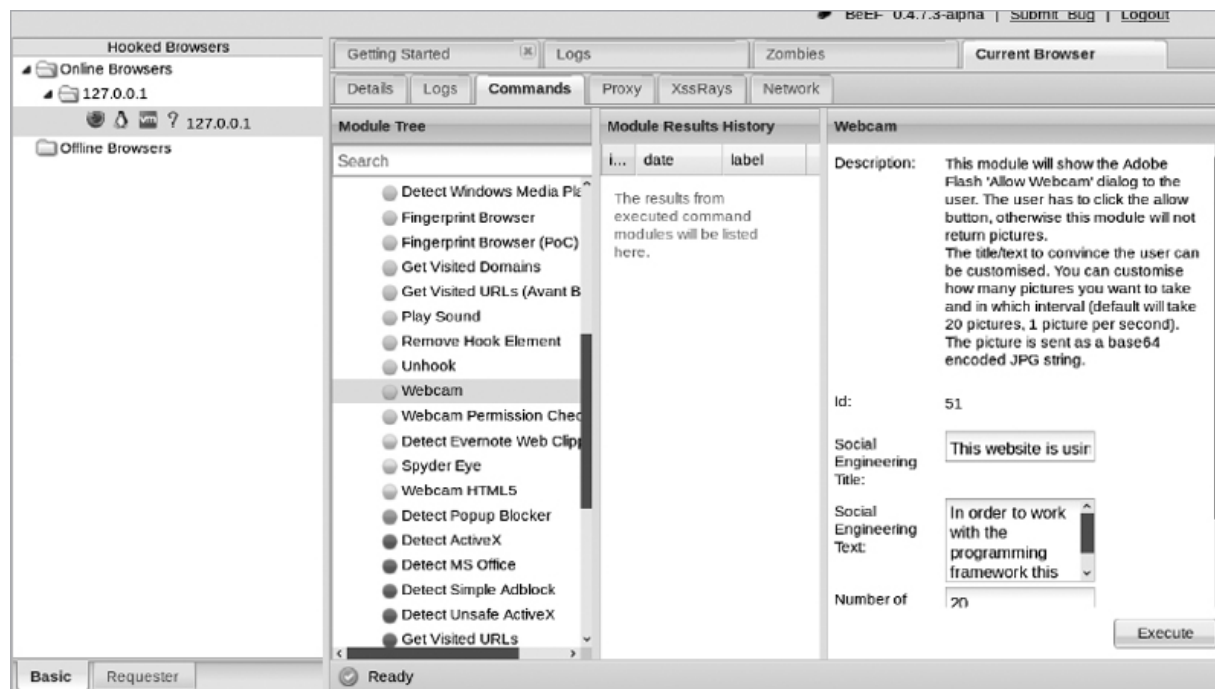 BeEF 0.4.7.3-alpha | Submit Bug | Logout
Hooked Browsers
Online Browsers
127.0.0.1
? 127.0.0.1
Offline Browsers
Basic
Requester
Getting Started
Logs
Zombies
Current Browser
Details
Logs
Commands
Proxy
XssRays
Network
Module Tree
Search
Detect Windows Media Pla
Fingerprint Browser
Fingerprint Browser (PoC)
Get Visited Domains
Get Visited URLs (Avant B
Play Sound
Remove Hook Element
Unhook
Webcam
Webcam Permission Chec
Detect Evernote Web Clipp
Spyder Eye
Webcam HTML5
Detect Popup Blocker
Detect ActiveX
Detect MS Office
Detect Simple Adblock
Detect Unsafe ActiveX
Get Visited URLs
Module Results History
i... date label
The results from
executed command
modules will be listed
here.
Webcam
Description:
This module will show the Adobe
Flash 'Allow Webcam' dialog to the
user. The user has to click the allow
button, otherwise this module will not
return pictures.
The title/text to convince the user can
be customised. You can customise
how many pictures you want to take
and in which interval (default will take
20 pictures, 1 picture per second).
The picture is sent as a base64
encoded JPG string.
Id:
51
Social
Engineering
Title:
This website is usin
Social
Engineering
Text:
In order to work
with the
programming
framework this
Number of
20
Execute
Ready